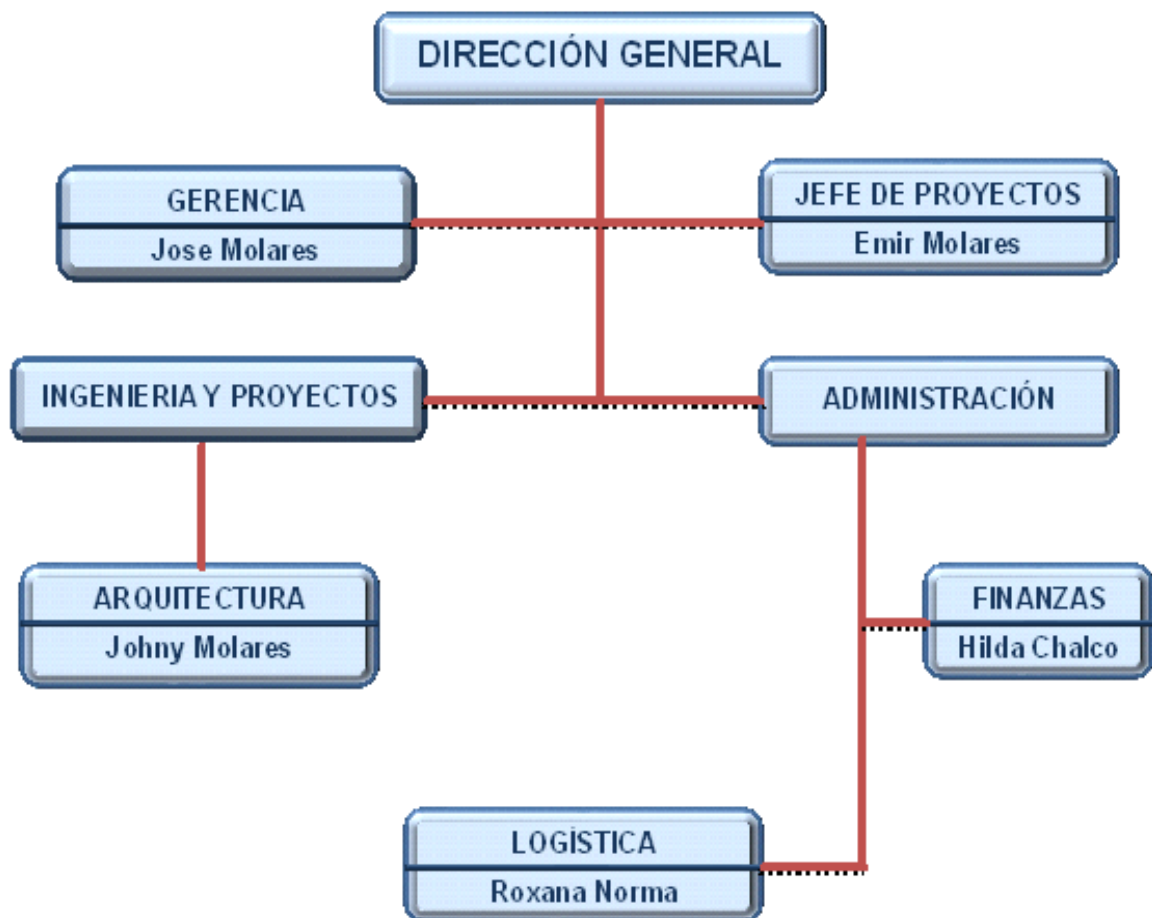 DIRECCIÓN GENERAL
GERENCIA
Jose Molares
JEFE DE PROYECTOS
Emir Molares
INGENIERIA Y PROYECTOS
ADMINISTRACIÓN
ARQUITECTURA
Johny Molares
FINANZAS
Hilda Chalco
LOGÍSTICA
Roxana Norma